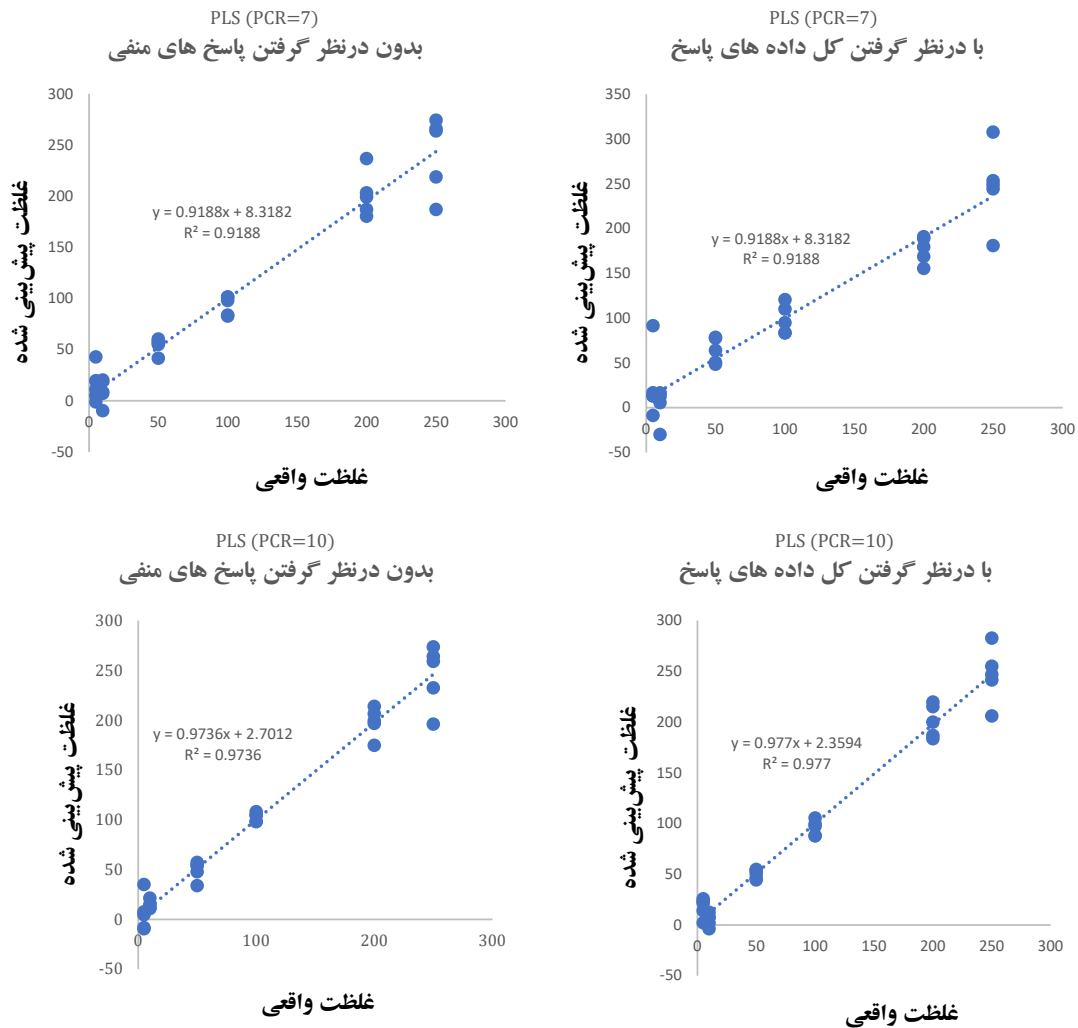 PLS (PCR=7)
بدون درنظر گرفتن پاسخ های منفی
300
250
200
150
100
50
0
-50
0
50
100
150
200
250
300
y = 0.9188x + 8.3182
R² = 0.9188
غلظت پیش‌بینی شده
غلظت واقعی
PLS (PCR=7)
با درنظر گرفتن کل داده های پاسخ
350
300
250
200
150
100
50
0
-50
0
50
100
150
200
250
300
y = 0.9188x + 8.3182
R² = 0.9188
غلظت پیش‌بینی شده
غلظت واقعی
PLS (PCR=10)
بدون درنظر گرفتن پاسخ های منفی
300
250
200
150
100
50
0
-50
0
100
200
300
y = 0.9736x + 2.7012
R² = 0.9736
غلظت پیش‌بینی شده
غلظت واقعی
PLS (PCR=10)
با درنظر گرفتن کل داده های پاسخ
300
250
200
150
100
50
0
-50
0
50
100
150
200
250
300
y = 0.977x + 2.3594
R² = 0.977
غلظت پیش‌بینی شده
غلظت واقعی